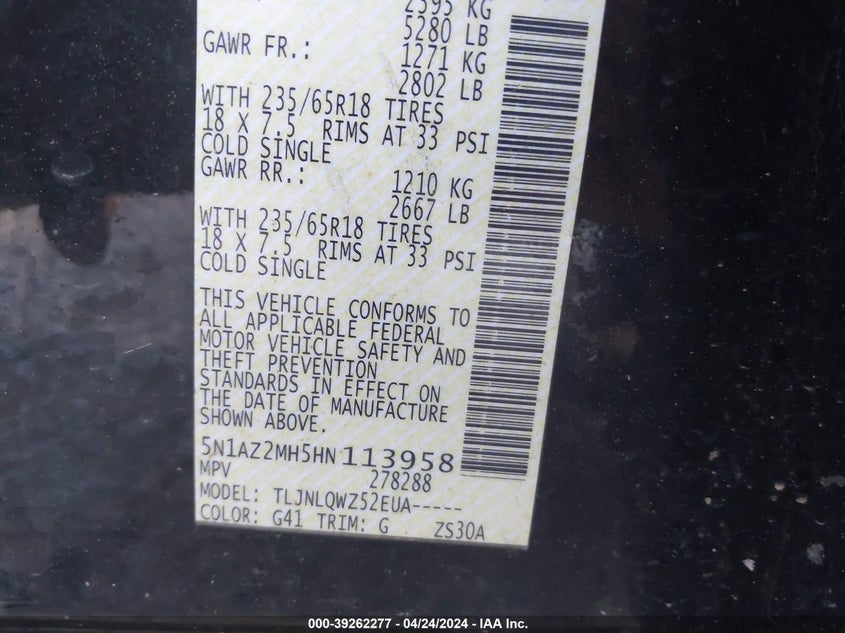 2595 KG
5280 LB
GAWR FR.: 1271 KG
2802 LB
WITH 235/65R18 TIRES
18 X 7.5 RIMS AT 33 PSI
COLD SINGLE
GAWR RR.: 1210 KG
2667 LB
WITH 235/65R18 TIRES
18 X 7.5 RIMS AT 33 PSI
COLD SINGLE
THIS VEHICLE CONFORMS TO
ALL APPLICABLE FEDERAL
MOTOR VEHICLE SAFETY AND
THEFT PREVENTION
STANDARDS IN EFFECT ON
THE DATE OF MANUFACTURE
SHOWN ABOVE.
5N1AZ2MH5HN113958
MPV 278288
MODEL: TLJNLQWZ52EUA-----
COLOR: G41 TRIM: G ZS30A
000-39262277 - 04/24/2024 - IAA Inc.